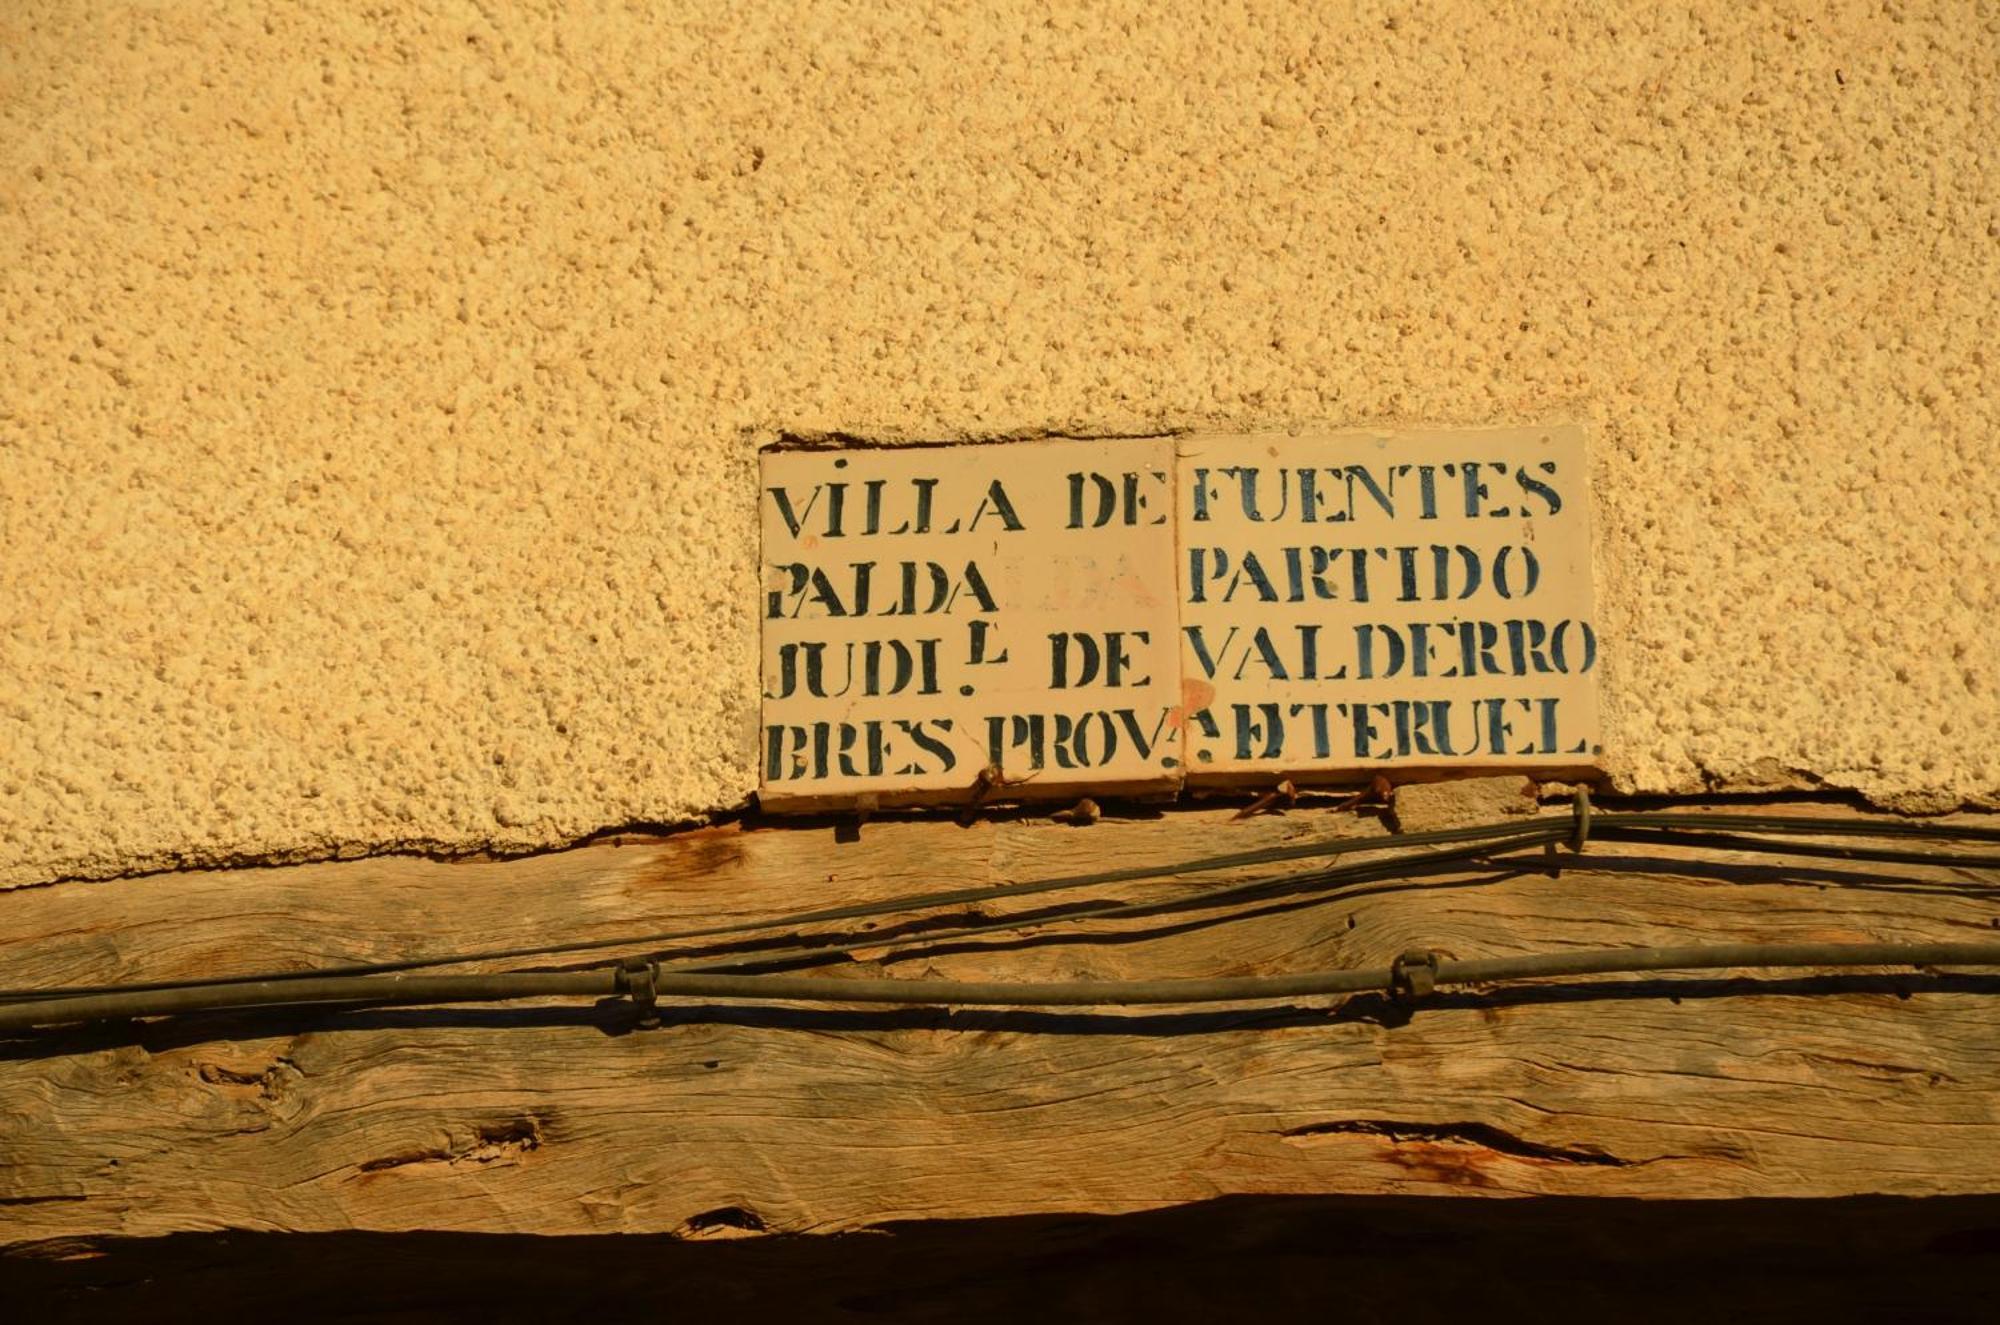 VILLA DE FUENTES
PALDA PARTIDO
JUDI.L DE VALDERRO
BRES PROV.A DE TERUEL.